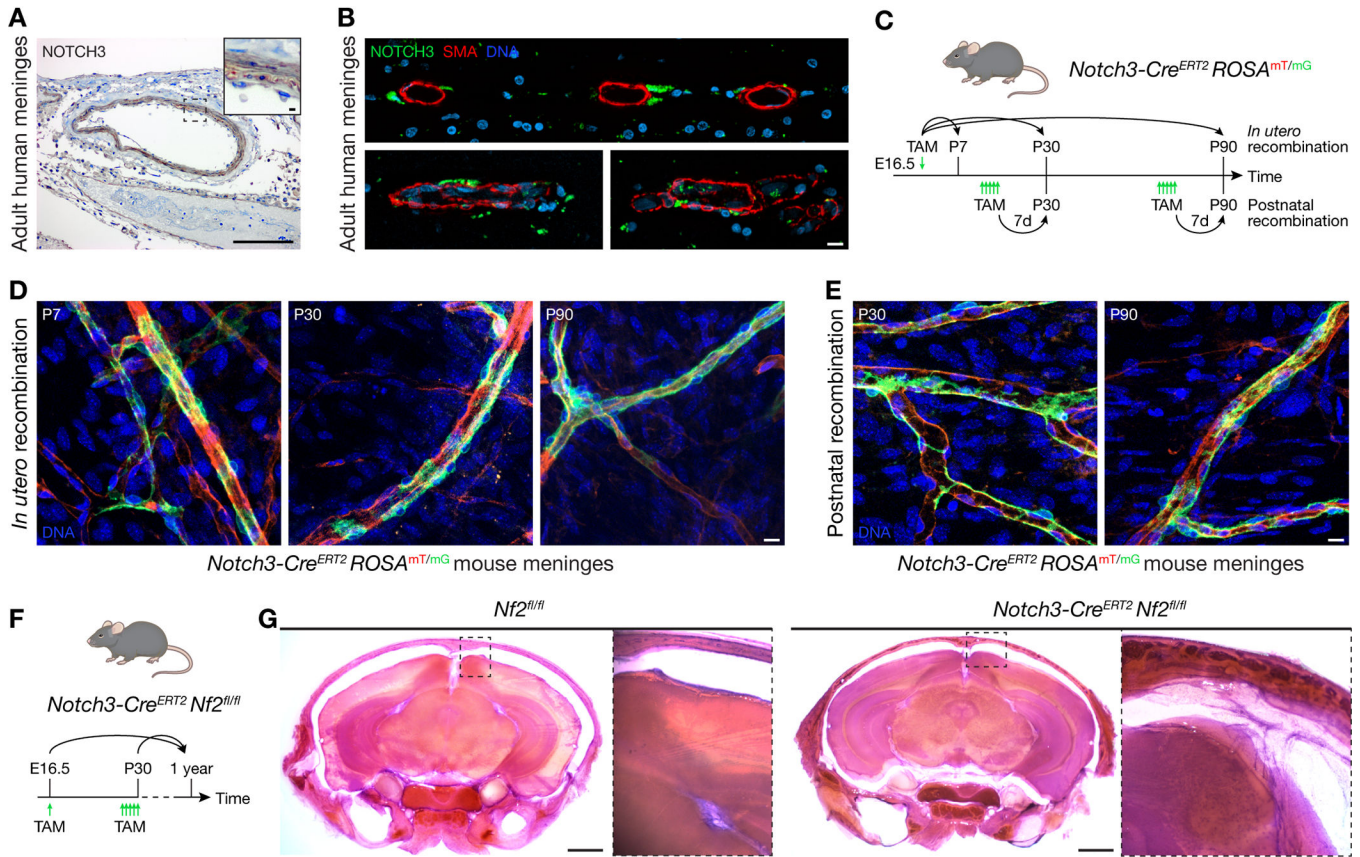 A
Adult human meninges
NOTCH3
B
Adult human meninges
NOTCH3 SMA DNA
C
Notch3-CreERT2 ROSAmT/mG
In utero
recombination
TAM P7 P30 P90
E16.5
Time
TAM P30 TAM P90
Postnatal
recombination
7d 7d
D
In utero recombination
P7
DNA
P30
P90
Notch3-CreERT2 ROSAmT/mG mouse meninges
E
Postnatal recombination
P30
DNA
P90
Notch3-CreERT2 ROSAmT/mG mouse meninges
F
Notch3-CreERT2 Nf2fl/fl
E16.5 P30 1 year
Time
TAM TAM
G
Nf2fl/fl
Notch3-CreERT2 Nf2fl/fl